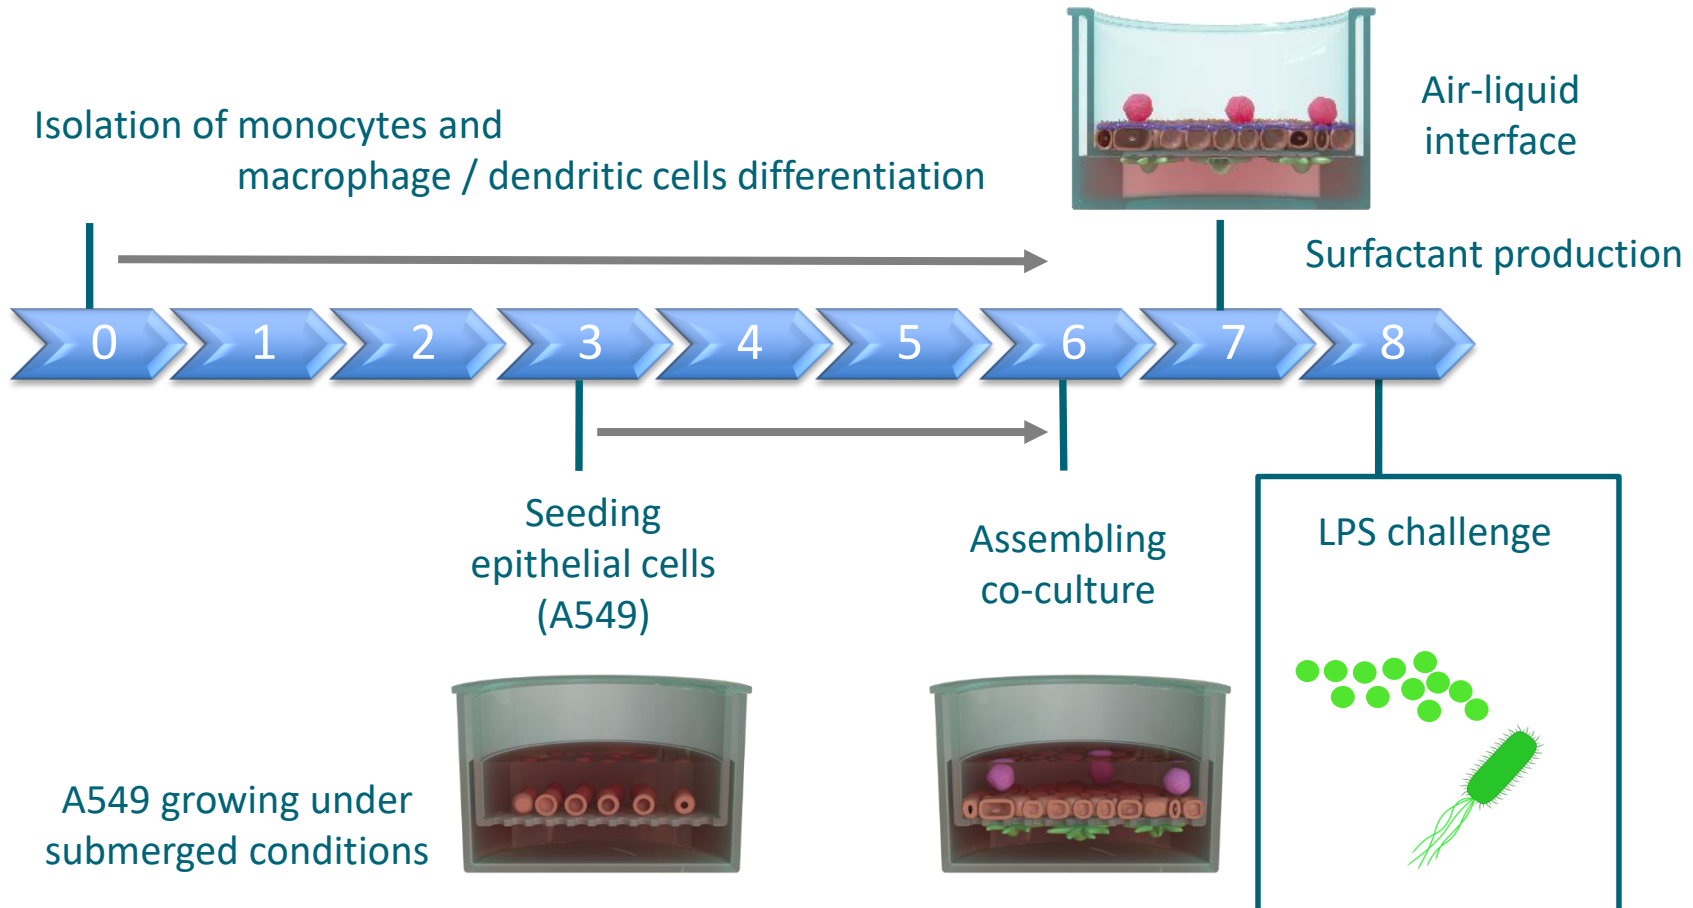 Isolation of monocytes and
macrophage / dendritic cells differentiation
Air-liquid
interface
Surfactant production
0 1 2 3 4 5 6 7 8
Seeding
epithelial cells
(A549)
Assembling
co-culture
LPS challenge
A549 growing under
submerged conditions